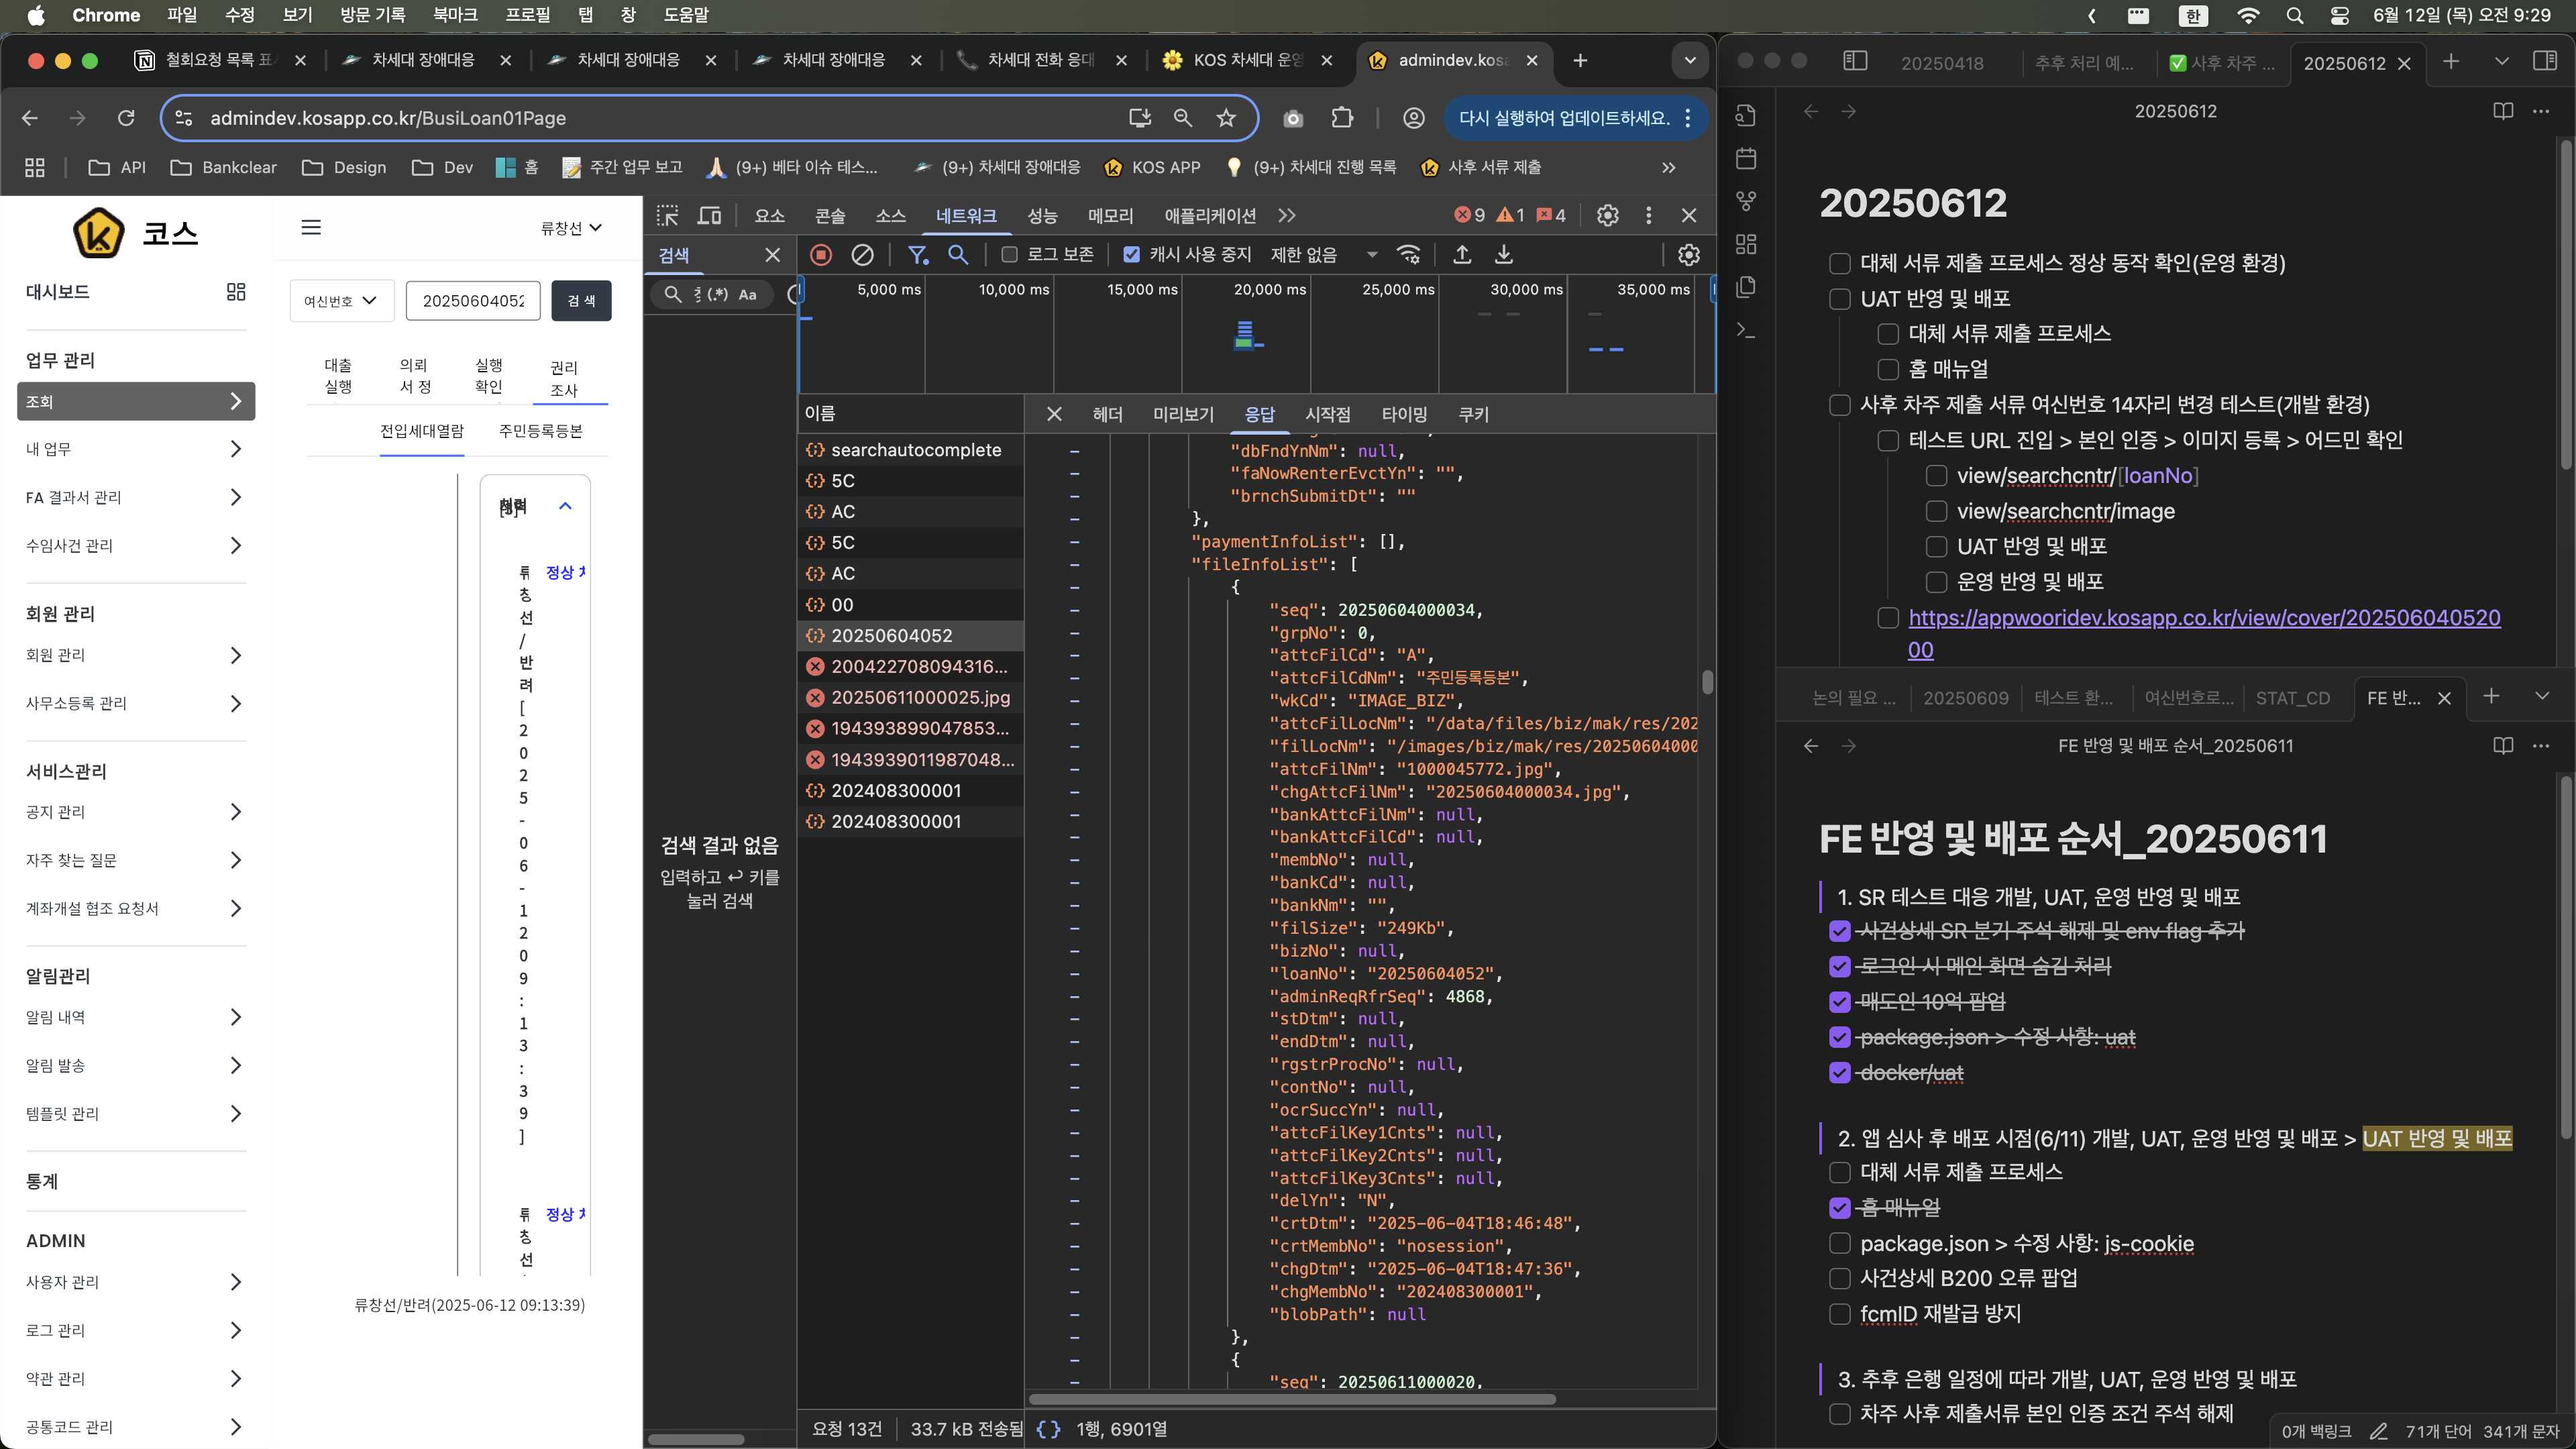 Chrome 파일 수정 보기 방문 기록 북마크 프로필 탭 창 도움말
한 6월 12일 (목) 오전 9:29
철회요청 목록 표 차세대 장애대응 차세대 장애대응 차세대 장애대응 차세대 전화 응대 KOS 차세대 운영 admindev.kosa
admindev.kosapp.co.kr/BusiLoan01Page
다시 실행하여 업데이트하세요.
API Bankclear Design Dev 홈 주간 업무 보고 (9+) 베타 이슈 테스... (9+) 차세대 장애대응 KOS APP (9+) 차세대 진행 목록 사후 서류 제출
코스
대시보드
업무 관리
조회
내 업무
FA 결과서 관리
수임사건 관리
회원 관리
회원 관리
사무소등록 관리
서비스관리
공지 관리
자주 찾는 질문
계좌개설 협조 요청서
알림관리
알림 내역
알림 발송
템플릿 관리
통계
ADMIN
사용자 관리
로그 관리
약관 관리
공통코드 관리
류창선
여신번호 20250604052 검 색
대출 실행
의뢰 서 정
실행 확인
권리 조사
전입세대열람 주민등록등본
정상
류
창
선
/
반
려
[
2
0
2
5
-
0
6
-
1
2
0
9
:
1
3
:
3
9
]
정상
류
창
선
류창선/반려(2025-06-12 09:13:39)
요소 콘솔 소스 네트워크 성능 메모리 애플리케이션
9 1 4
검색
로그 보존 캐시 사용 중지 제한 없음
(.*) Aa
검색 결과 없음
입력하고 ↩ 키를
눌러 검색
5,000 ms 10,000 ms 15,000 ms 20,000 ms 25,000 ms 30,000 ms 35,000 ms
이름
헤더 미리보기 응답 시작점 타이밍 쿠키
searchautocomplete
5C
AC
5C
AC
00
20250604052
200422708094316...
20250611000025.jpg
194393899047853...
1943939011987048...
202408300001
202408300001
"dbFndYnNm": null,
"faNowRenterEvctYn": "",
"brnchSubmitDt": ""
},
"paymentInfoList": [],
"fileInfoList": [
{
"seq": 20250604000034,
"grpNo": 0,
"attcFilCd": "A",
"attcFilCdNm": "주민등록등본",
"wkCd": "IMAGE_BIZ",
"attcFilLocNm": "/data/files/biz/mak/res/202
"filLocNm": "/images/biz/mak/res/20250604000
"attcFilNm": "1000045772.jpg",
"chgAttcFilNm": "20250604000034.jpg",
"bankAttcFilNm": null,
"bankAttcFilCd": null,
"membNo": null,
"bankCd": null,
"bankNm": "",
"filSize": "249Kb",
"bizNo": null,
"loanNo": "20250604052",
"adminReqRfrSeq": 4868,
"stDtm": null,
"endDtm": null,
"rgstrProcNo": null,
"contNo": null,
"ocrSuccYn": null,
"attcFilKey1Cnts": null,
"attcFilKey2Cnts": null,
"attcFilKey3Cnts": null,
"delYn": "N",
"crtDtm": "2025-06-04T18:46:48",
"crtMembNo": "nosession",
"chgDtm": "2025-06-04T18:47:36",
"chgMembNo": "202408300001",
"blobPath": null
},
{
"seq": 20250611000020,
요청 13건 33.7 kB 전송됨 {} 1행, 6901열
20250418 추후 처리 예... 사후 차주 ... 20250612
20250612
20250612
대체 서류 제출 프로세스 정상 동작 확인(운영 환경)
UAT 반영 및 배포
대체 서류 제출 프로세스
홈 매뉴얼
사후 차주 제출 서류 여신번호 14자리 변경 테스트(개발 환경)
테스트 URL 진입 > 본인 인증 > 이미지 등록 > 어드민 확인
view/searchcntr/[loanNo]
view/searchcntr/image
UAT 반영 및 배포
운영 반영 및 배포
https://appwooridev.kosapp.co.kr/view/cover/202506040520
00
논의 필요 ... 20250609 테스트 환... 여신번호로... STAT_CD FE 반...
FE 반영 및 배포 순서_20250611
FE 반영 및 배포 순서_20250611
1. SR 테스트 대응 개발, UAT, 운영 반영 및 배포
사건상세 SR 분기 주석 해제 및 env flag 추가
로그인 시 메인 화면 숨김 처리
매도인 10억 팝업
package.json > 수정 사항: uat
docker/uat
2. 앱 심사 후 배포 시점(6/11) 개발, UAT, 운영 반영 및 배포 > UAT 반영 및 배포
대체 서류 제출 프로세스
홈 매뉴얼
package.json > 수정 사항: js-cookie
사건상세 B200 오류 팝업
fcmID 재발급 방지
3. 추후 은행 일정에 따라 개발, UAT, 운영 반영 및 배포
차주 사후 제출서류 본인 인증 조건 주석 해제
0개 백링크 71개 단어 341개 문자